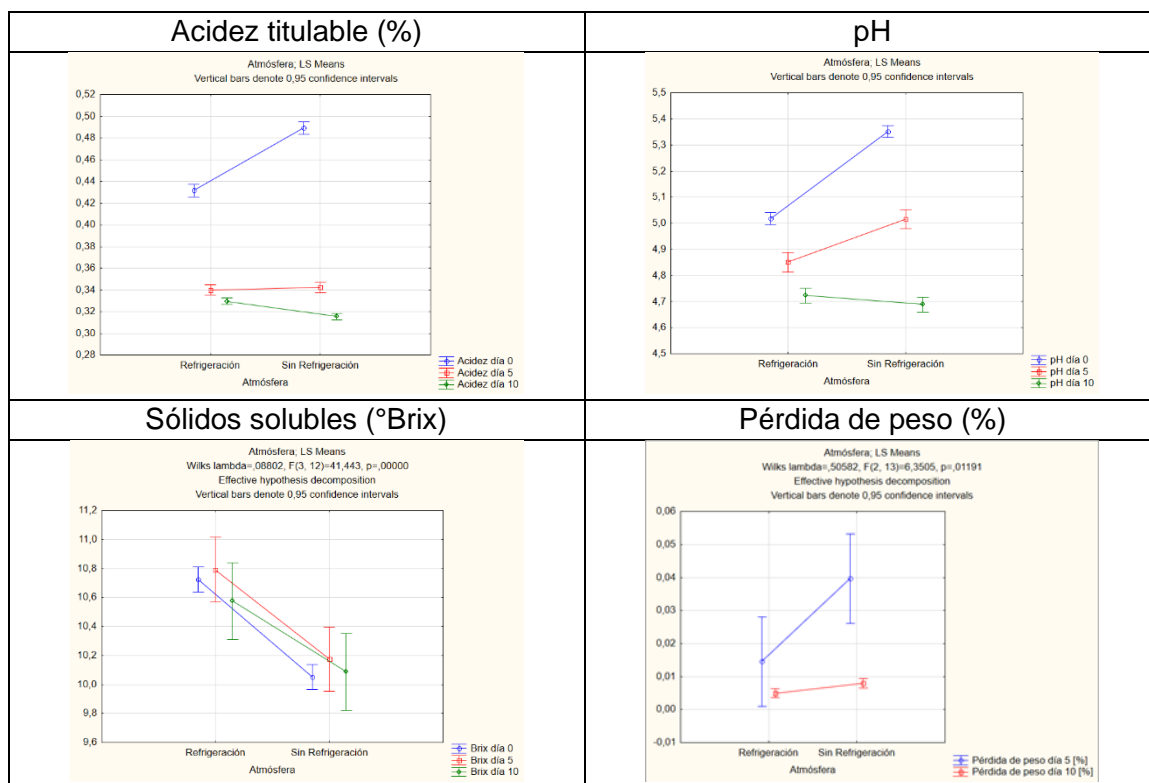 Acidez titulable (%)
Atmósfera; LS Means
Vertical bars denote 0,95 confidence intervals
0,52
0,50
0,48
0,46
0,44
0,42
0,40
0,38
0,36
0,34
0,32
0,30
0,28
Refrigeración Sin Refrigeración
Atmósfera
Acidez día 0
Acidez día 5
Acidez día 10
pH
Atmósfera; LS Means
Vertical bars denote 0,95 confidence intervals
5,5
5,4
5,3
5,2
5,1
5,0
4,9
4,8
4,7
4,6
4,5
Refrigeración Sin Refrigeración
Atmósfera
pH día 0
pH día 5
pH día 10
Sólidos solubles (°Brix)
Atmósfera; LS Means
Wilks lambda=,08802, F(3, 12)=41,443, p=,00000
Effective hypothesis decomposition
Vertical bars denote 0,95 confidence intervals
11,2
11,0
10,8
10,6
10,4
10,2
10,0
9,8
9,6
Refrigeración Sin Refrigeración
Atmósfera
Brix día 0
Brix día 5
Brix día 10
Pérdida de peso (%)
Atmósfera; LS Means
Wilks lambda=,50582, F(2, 13)=6,3505, p=,01191
Effective hypothesis decomposition
Vertical bars denote 0,95 confidence intervals
0,06
0,05
0,04
0,03
0,02
0,01
0,00
-0,01
Refrigeración Sin Refrigeración
Atmósfera
Pérdida de peso día 5 [%]
Pérdida de peso día 10 [%]